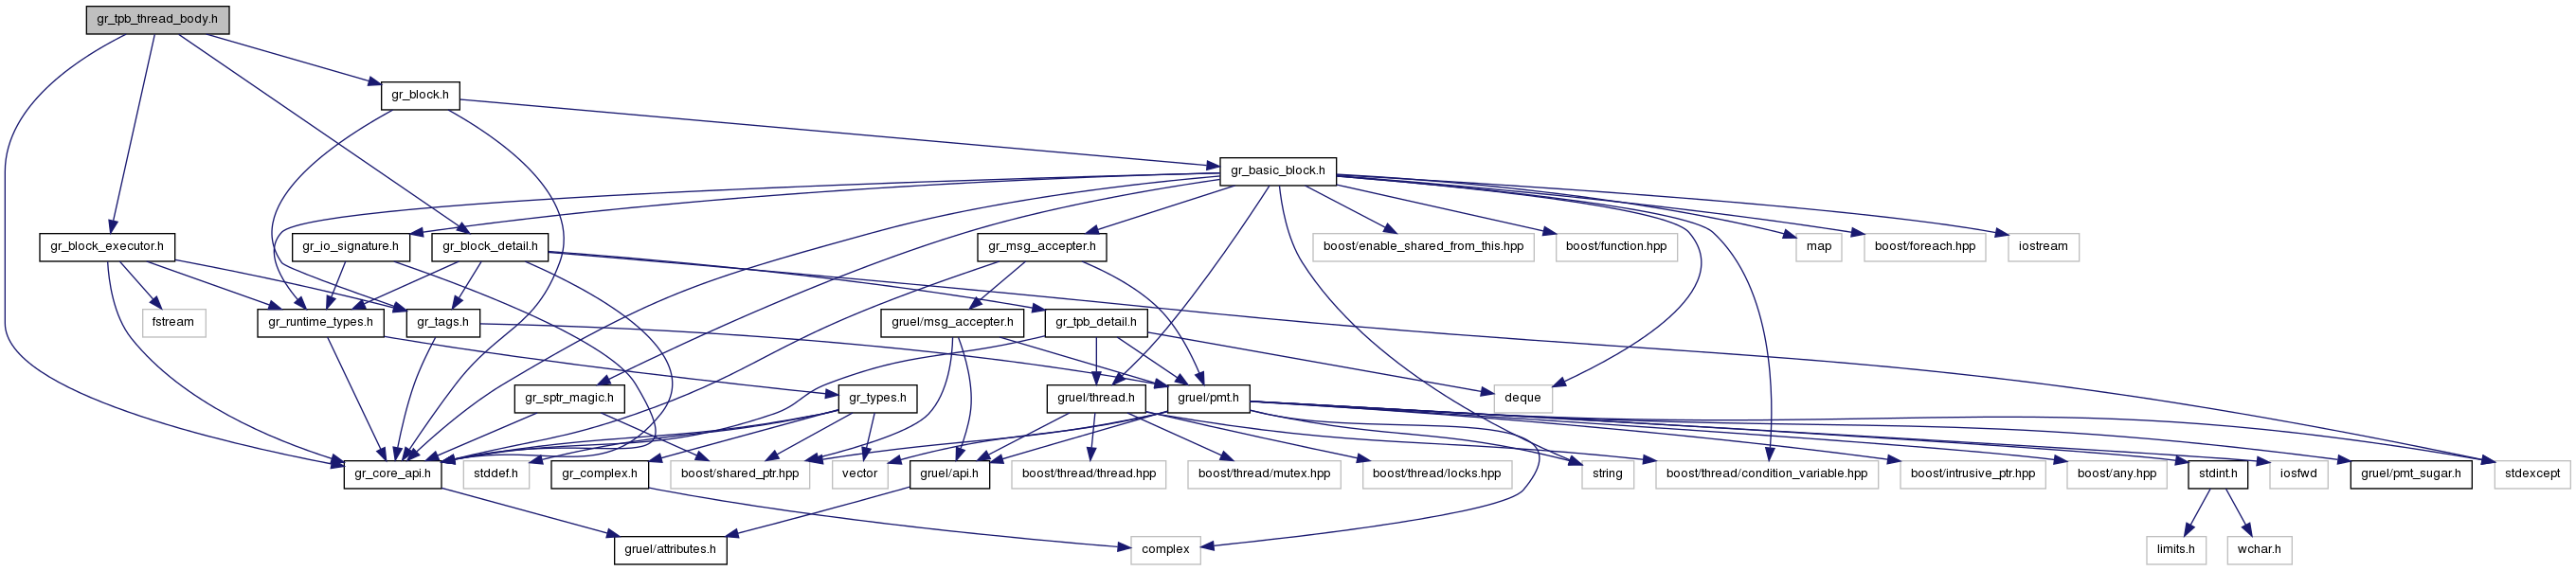 gr_tpb_thread_body.h
gr_block.h
gr_basic_block.h
gr_block_executor.h
gr_io_signature.h
gr_block_detail.h
gr_msg_accepter.h
boost/enable_shared_from_this.hpp
boost/function.hpp
map
boost/foreach.hpp
iostream
fstream
gr_runtime_types.h
gr_tags.h
gruel/msg_accepter.h
gr_tpb_detail.h
gr_sptr_magic.h
gr_types.h
gruel/thread.h
gruel/pmt.h
deque
gr_core_api.h
stddef.h
gr_complex.h
boost/shared_ptr.hpp
vector
gruel/api.h
boost/thread/thread.hpp
boost/thread/mutex.hpp
boost/thread/locks.hpp
string
boost/thread/condition_variable.hpp
boost/intrusive_ptr.hpp
boost/any.hpp
stdint.h
iosfwd
gruel/pmt_sugar.h
stdexcept
gruel/attributes.h
complex
limits.h
wchar.h